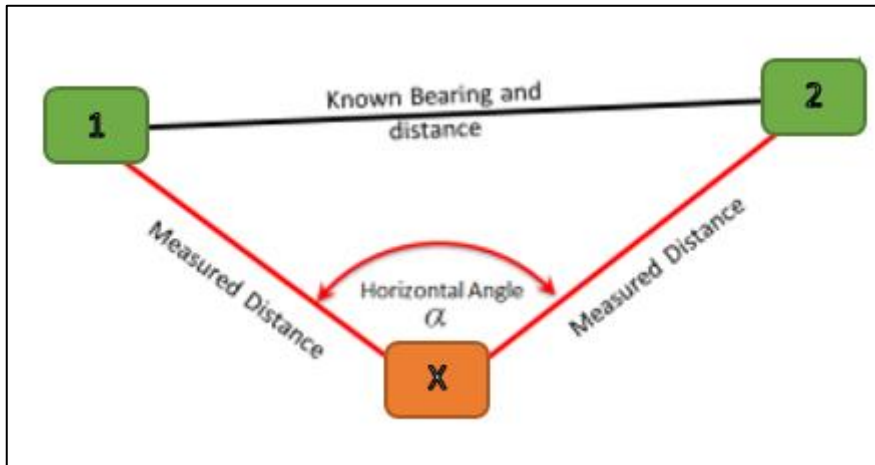 Known Bearing and
distance
1
2
Measured Distance
Measured Distance
Horizontal Angle
α
X